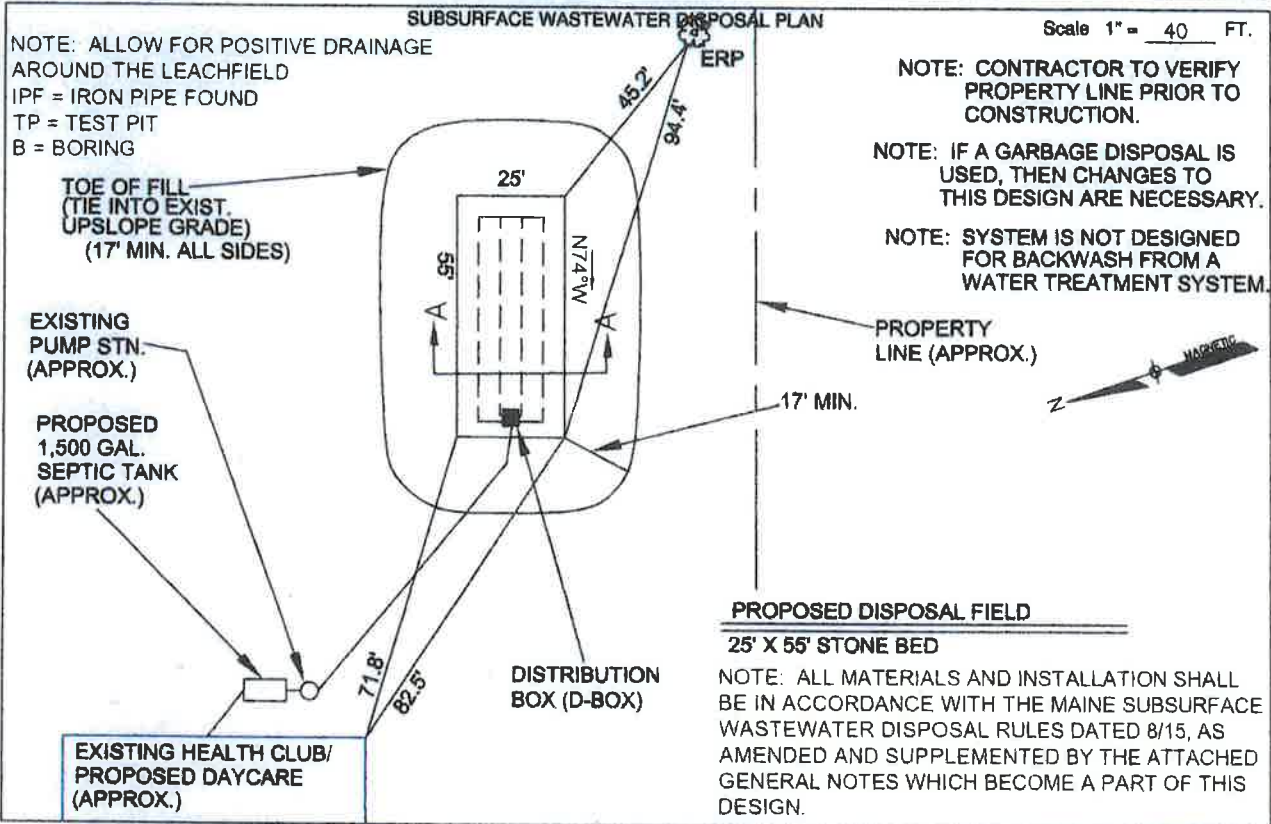 SUBSURFACE WASTEWATER DISPOSAL PLAN
Scale 1" = 40 FT.
NOTE: ALLOW FOR POSITIVE DRAINAGE
AROUND THE LEACHFIELD
IPF = IRON PIPE FOUND
TP = TEST PIT
B = BORING
ERP
45.2'
94.4'
NOTE: CONTRACTOR TO VERIFY
PROPERTY LINE PRIOR TO
CONSTRUCTION.
NOTE: IF A GARBAGE DISPOSAL IS
USED, THEN CHANGES TO
THIS DESIGN ARE NECESSARY.
NOTE: SYSTEM IS NOT DESIGNED
FOR BACKWASH FROM A
WATER TREATMENT SYSTEM.
TOE OF FILL
(TIE INTO EXIST.
UPSLOPE GRADE)
(17' MIN. ALL SIDES)
25'
55'
N74°W
A
A
EXISTING
PUMP STN.
(APPROX.)
PROPERTY
LINE (APPROX.)
MAGNETIC
N
17' MIN.
PROPOSED
1,500 GAL.
SEPTIC TANK
(APPROX.)
71.8'
82.5'
DISTRIBUTION
BOX (D-BOX)
EXISTING HEALTH CLUB/
PROPOSED DAYCARE
(APPROX.)
PROPOSED DISPOSAL FIELD
25' X 55' STONE BED
NOTE: ALL MATERIALS AND INSTALLATION SHALL
BE IN ACCORDANCE WITH THE MAINE SUBSURFACE
WASTEWATER DISPOSAL RULES DATED 8/15, AS
AMENDED AND SUPPLEMENTED BY THE ATTACHED
GENERAL NOTES WHICH BECOME A PART OF THIS
DESIGN.